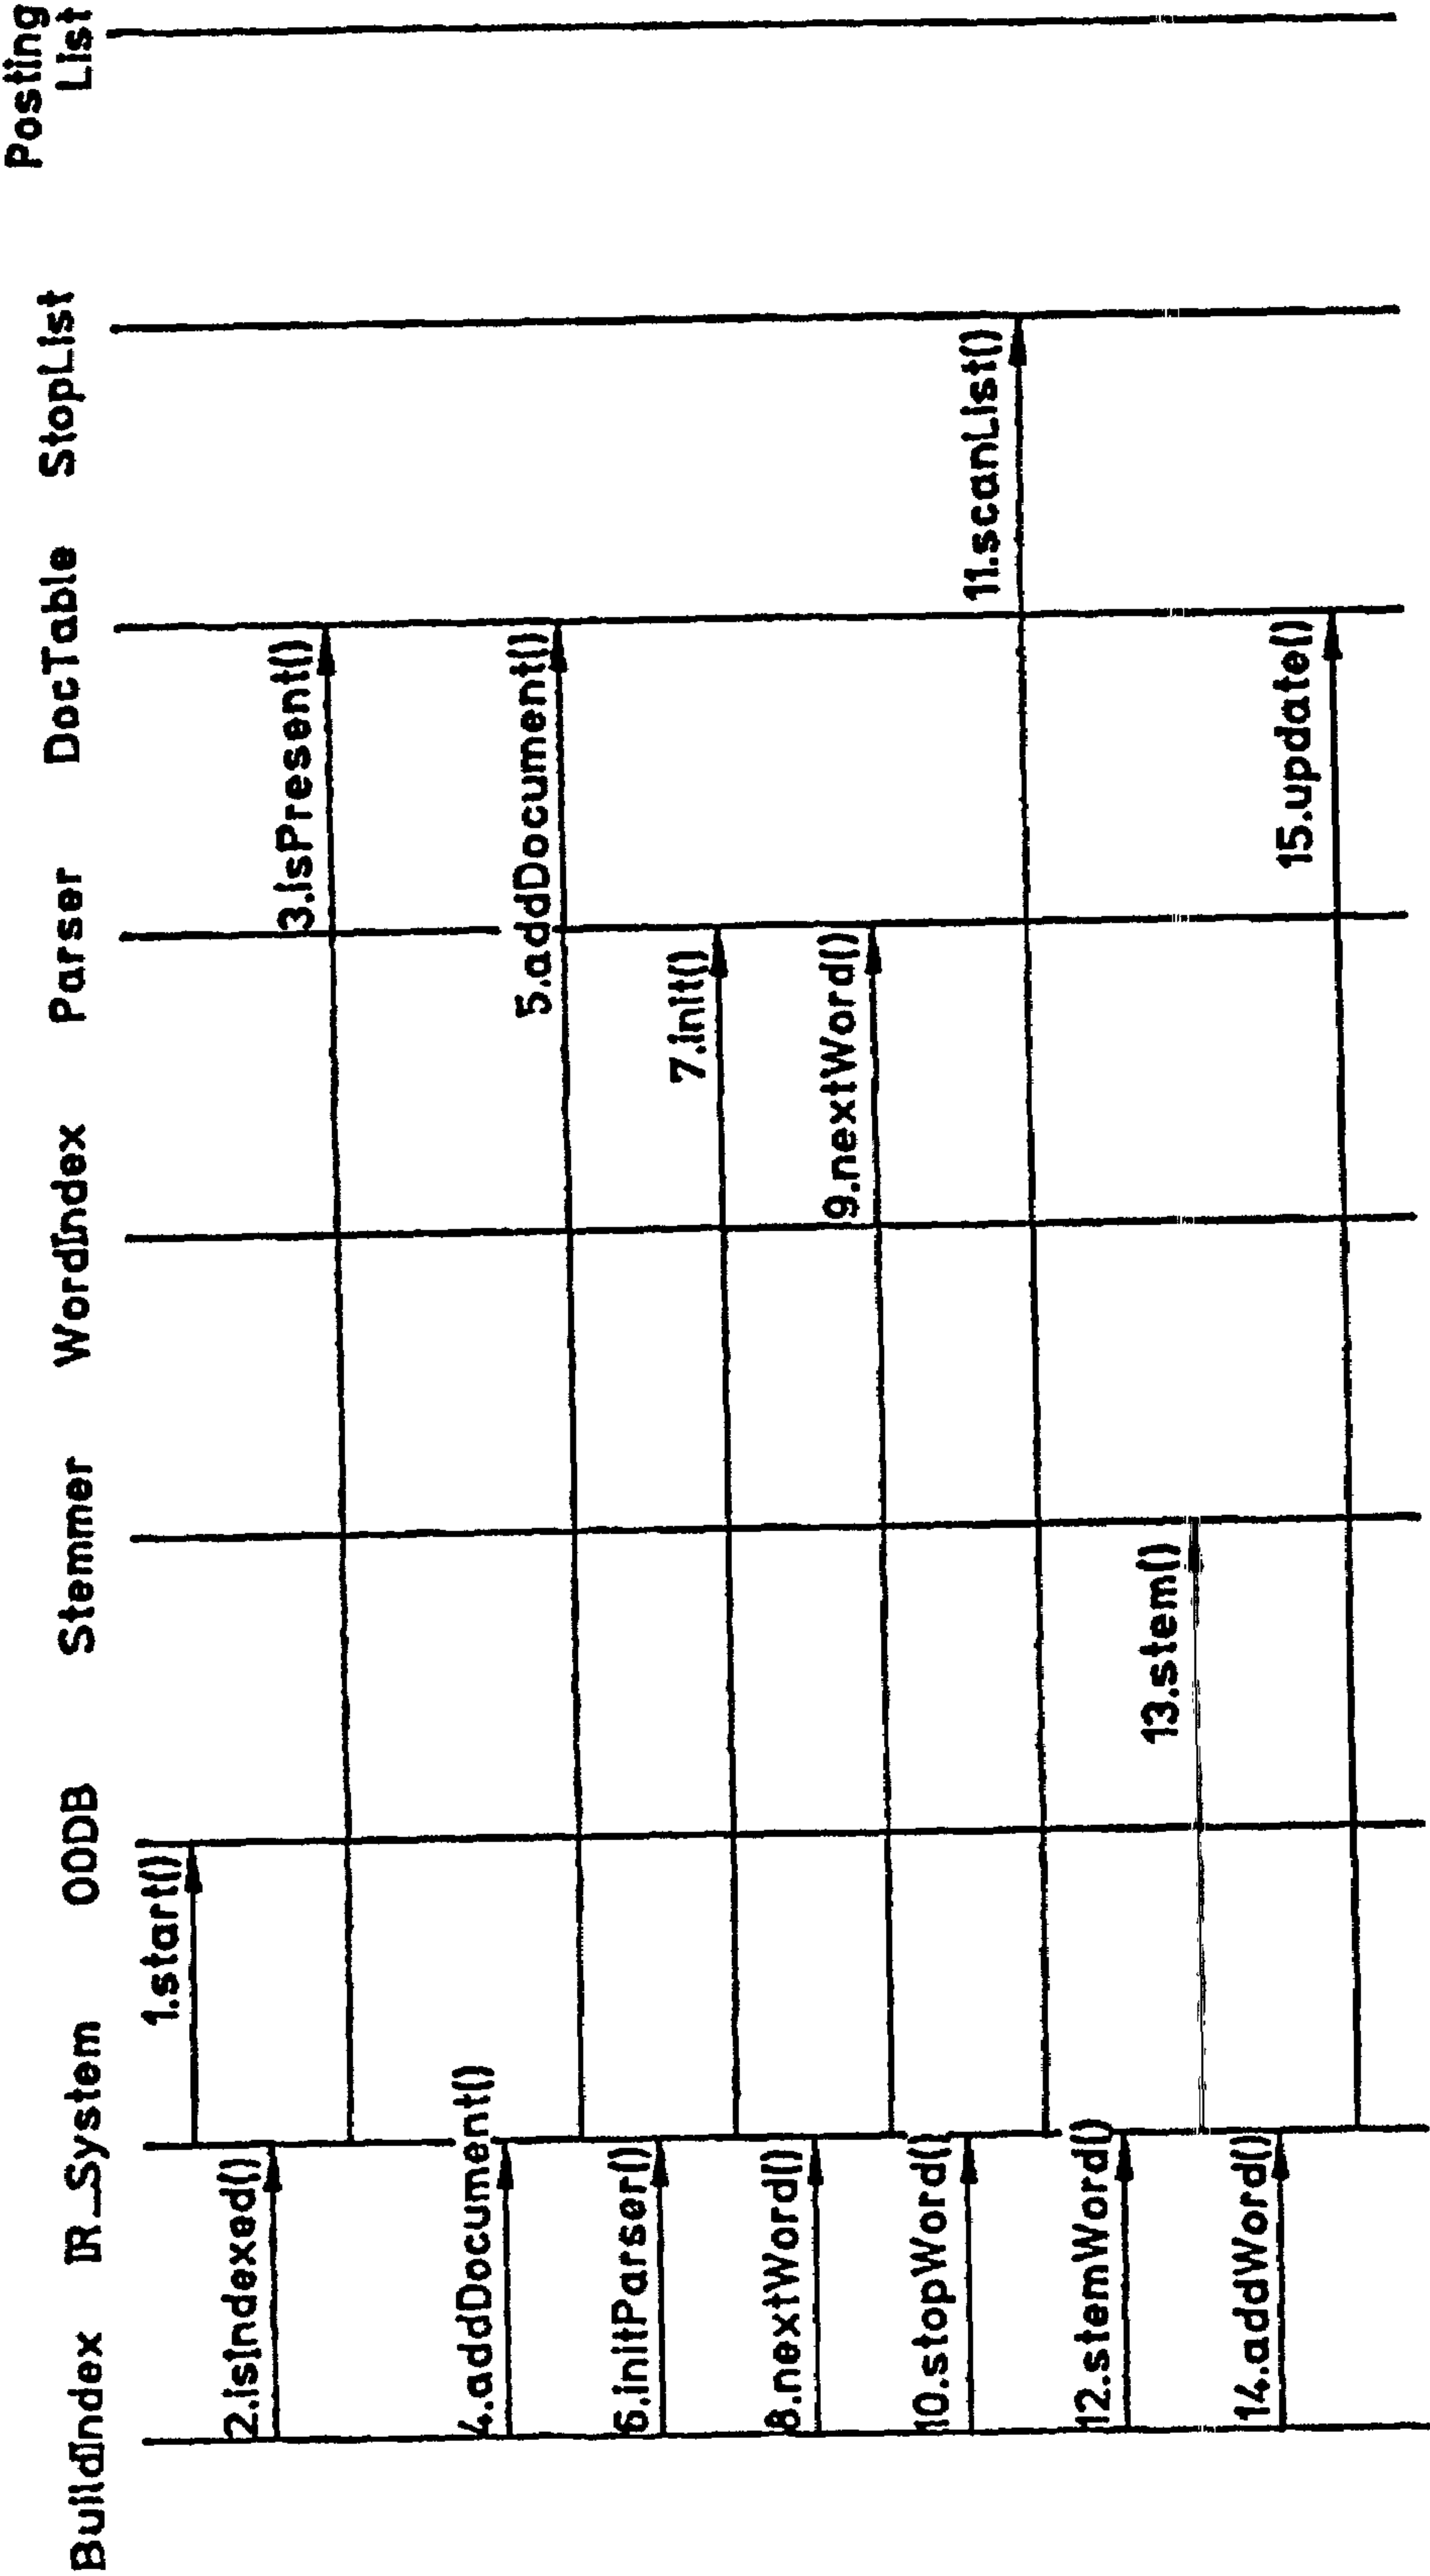 BuildIndex
IR_System
OODB
Stemmer
WordIndex
Parser
DocTable
StopList
Posting
List
1.start()
2.isIndexed()
3.isPresent()
4.addDocument()
5.addDocument()
6.initParser()
7.init()
8.nextWord()
9.nextWord()
10.stopWord()
11.scanList()
12.stemWord()
13.stem()
14.addWord()
15.update()